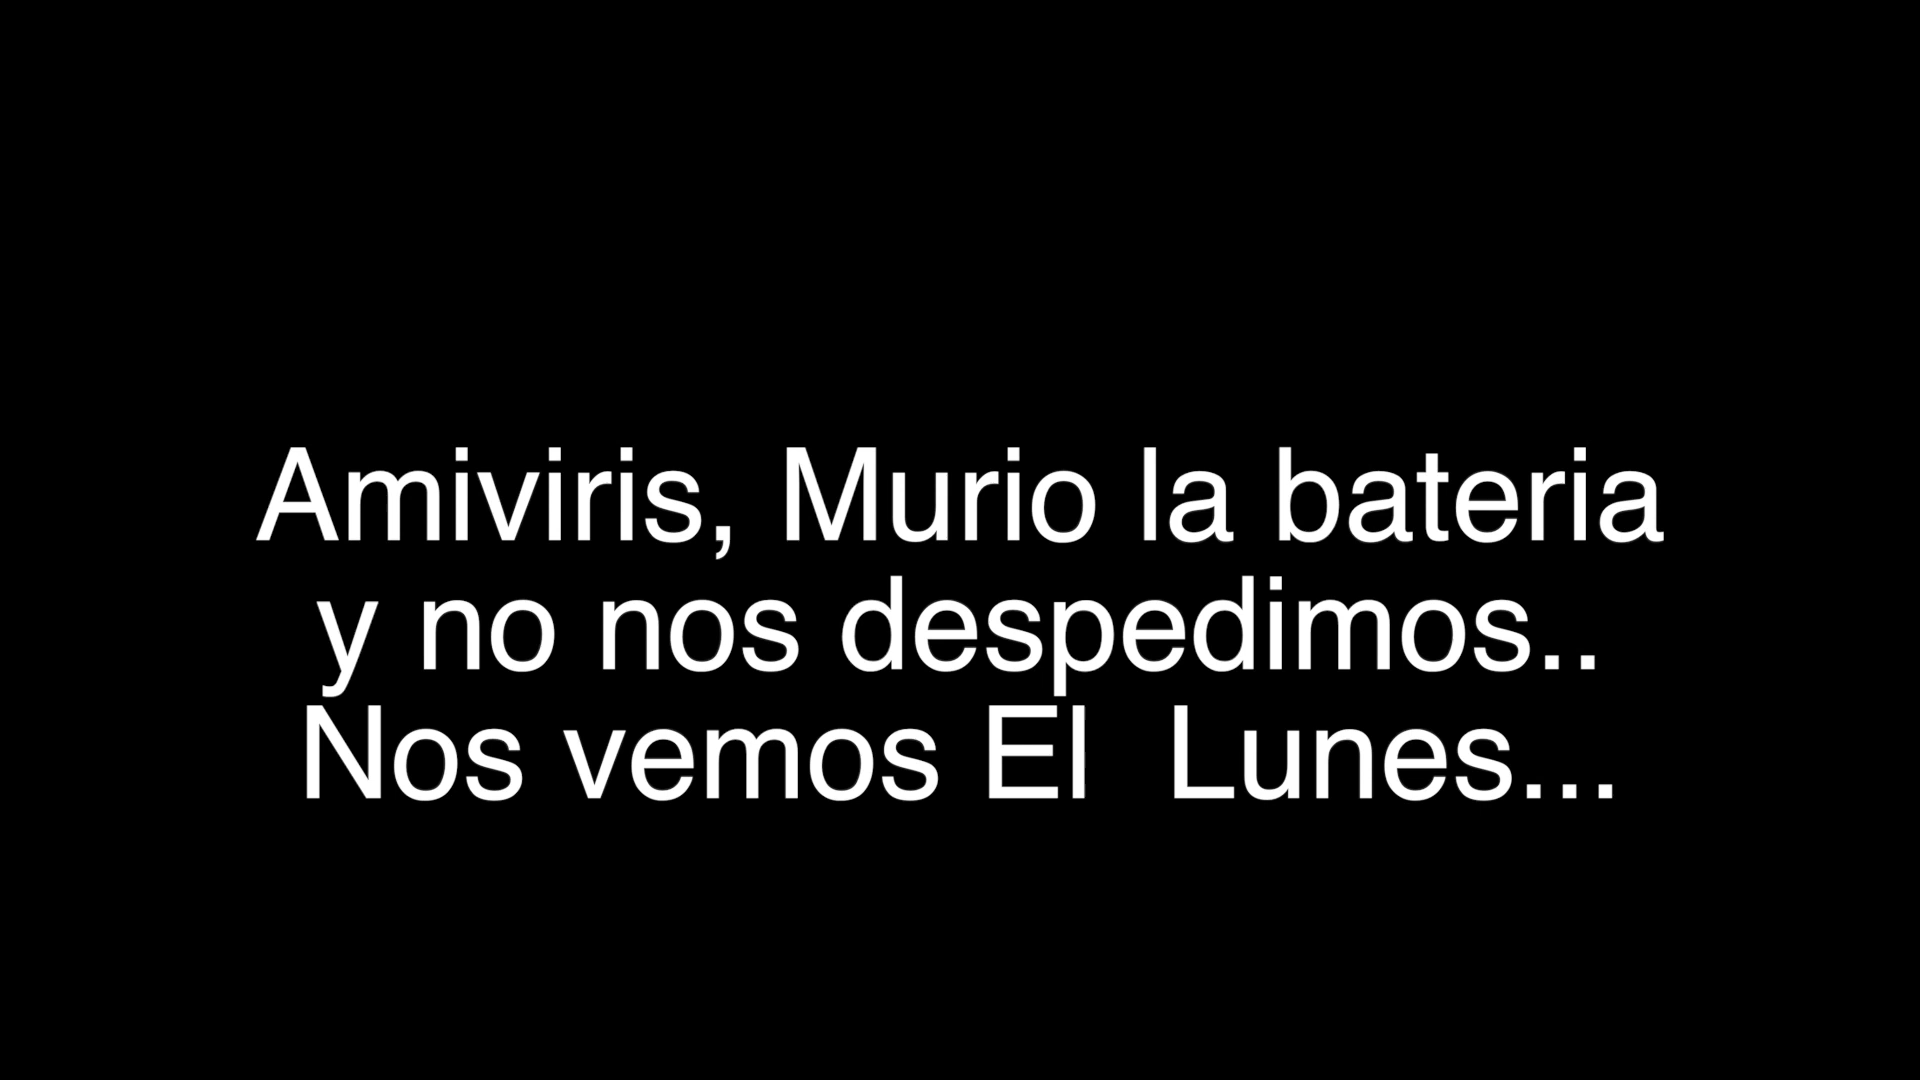 Amiviris, Murio la bateria
y no nos despedimos..
Nos vemos El  Lunes...